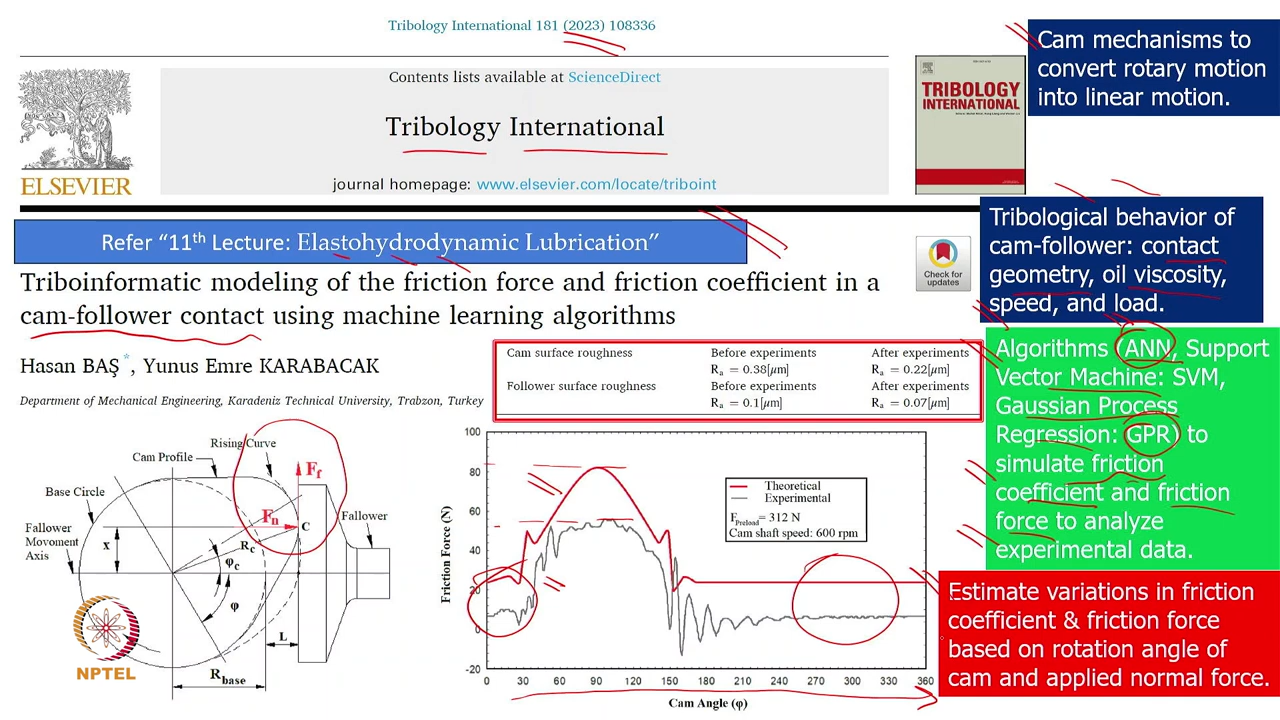 Tribology International 181 (2023) 108336
Contents lists available at ScienceDirect
Tribology International
journal homepage: www.elsevier.com/locate/triboint
ELSEVIER
TRIBOLOGY
INTERNATIONAL
Cam mechanisms to
convert rotary motion
into linear motion.
Refer “11th Lecture: Elastohydrodynamic Lubrication”
Check for
updates
Triboinformatic modeling of the friction force and friction coefficient in a
cam-follower contact using machine learning algorithms
Hasan BAŞ *, Yunus Emre KARABACAK
Department of Mechanical Engineering, Karadeniz Technical University, Trabzon, Turkey
Tribological behavior of
cam-follower: contact
geometry, oil viscosity,
speed, and load.
Algorithms (ANN, Support
Vector Machine: SVM,
Gaussian Process
Regression: GPR) to
simulate friction
coefficient and friction
force to analyze
experimental data.
Estimate variations in friction
coefficient & friction force
based on rotation angle of
cam and applied normal force.
Cam surface roughness Before experiments After experiments
Ra = 0.38[μm] Ra = 0.22[μm]
Follower surface roughness Before experiments After experiments
Ra = 0.1[μm] Ra = 0.07[μm]
Rising Curve
Cam Profile
Base Circle
Fallower
Movoment
Axis
Ff
Fn
C
Fallower
x
Rc
φc
φ
L
Rbase
NPTEL
Friction Force (N)
100
80
60
40
20
0
-20
Theoretical
Experimental
FPreload= 312 N
Cam shaft speed: 600 rpm
0 30 60 90 120 150 180 210 240 270 300 330 360
Cam Angle (φ)